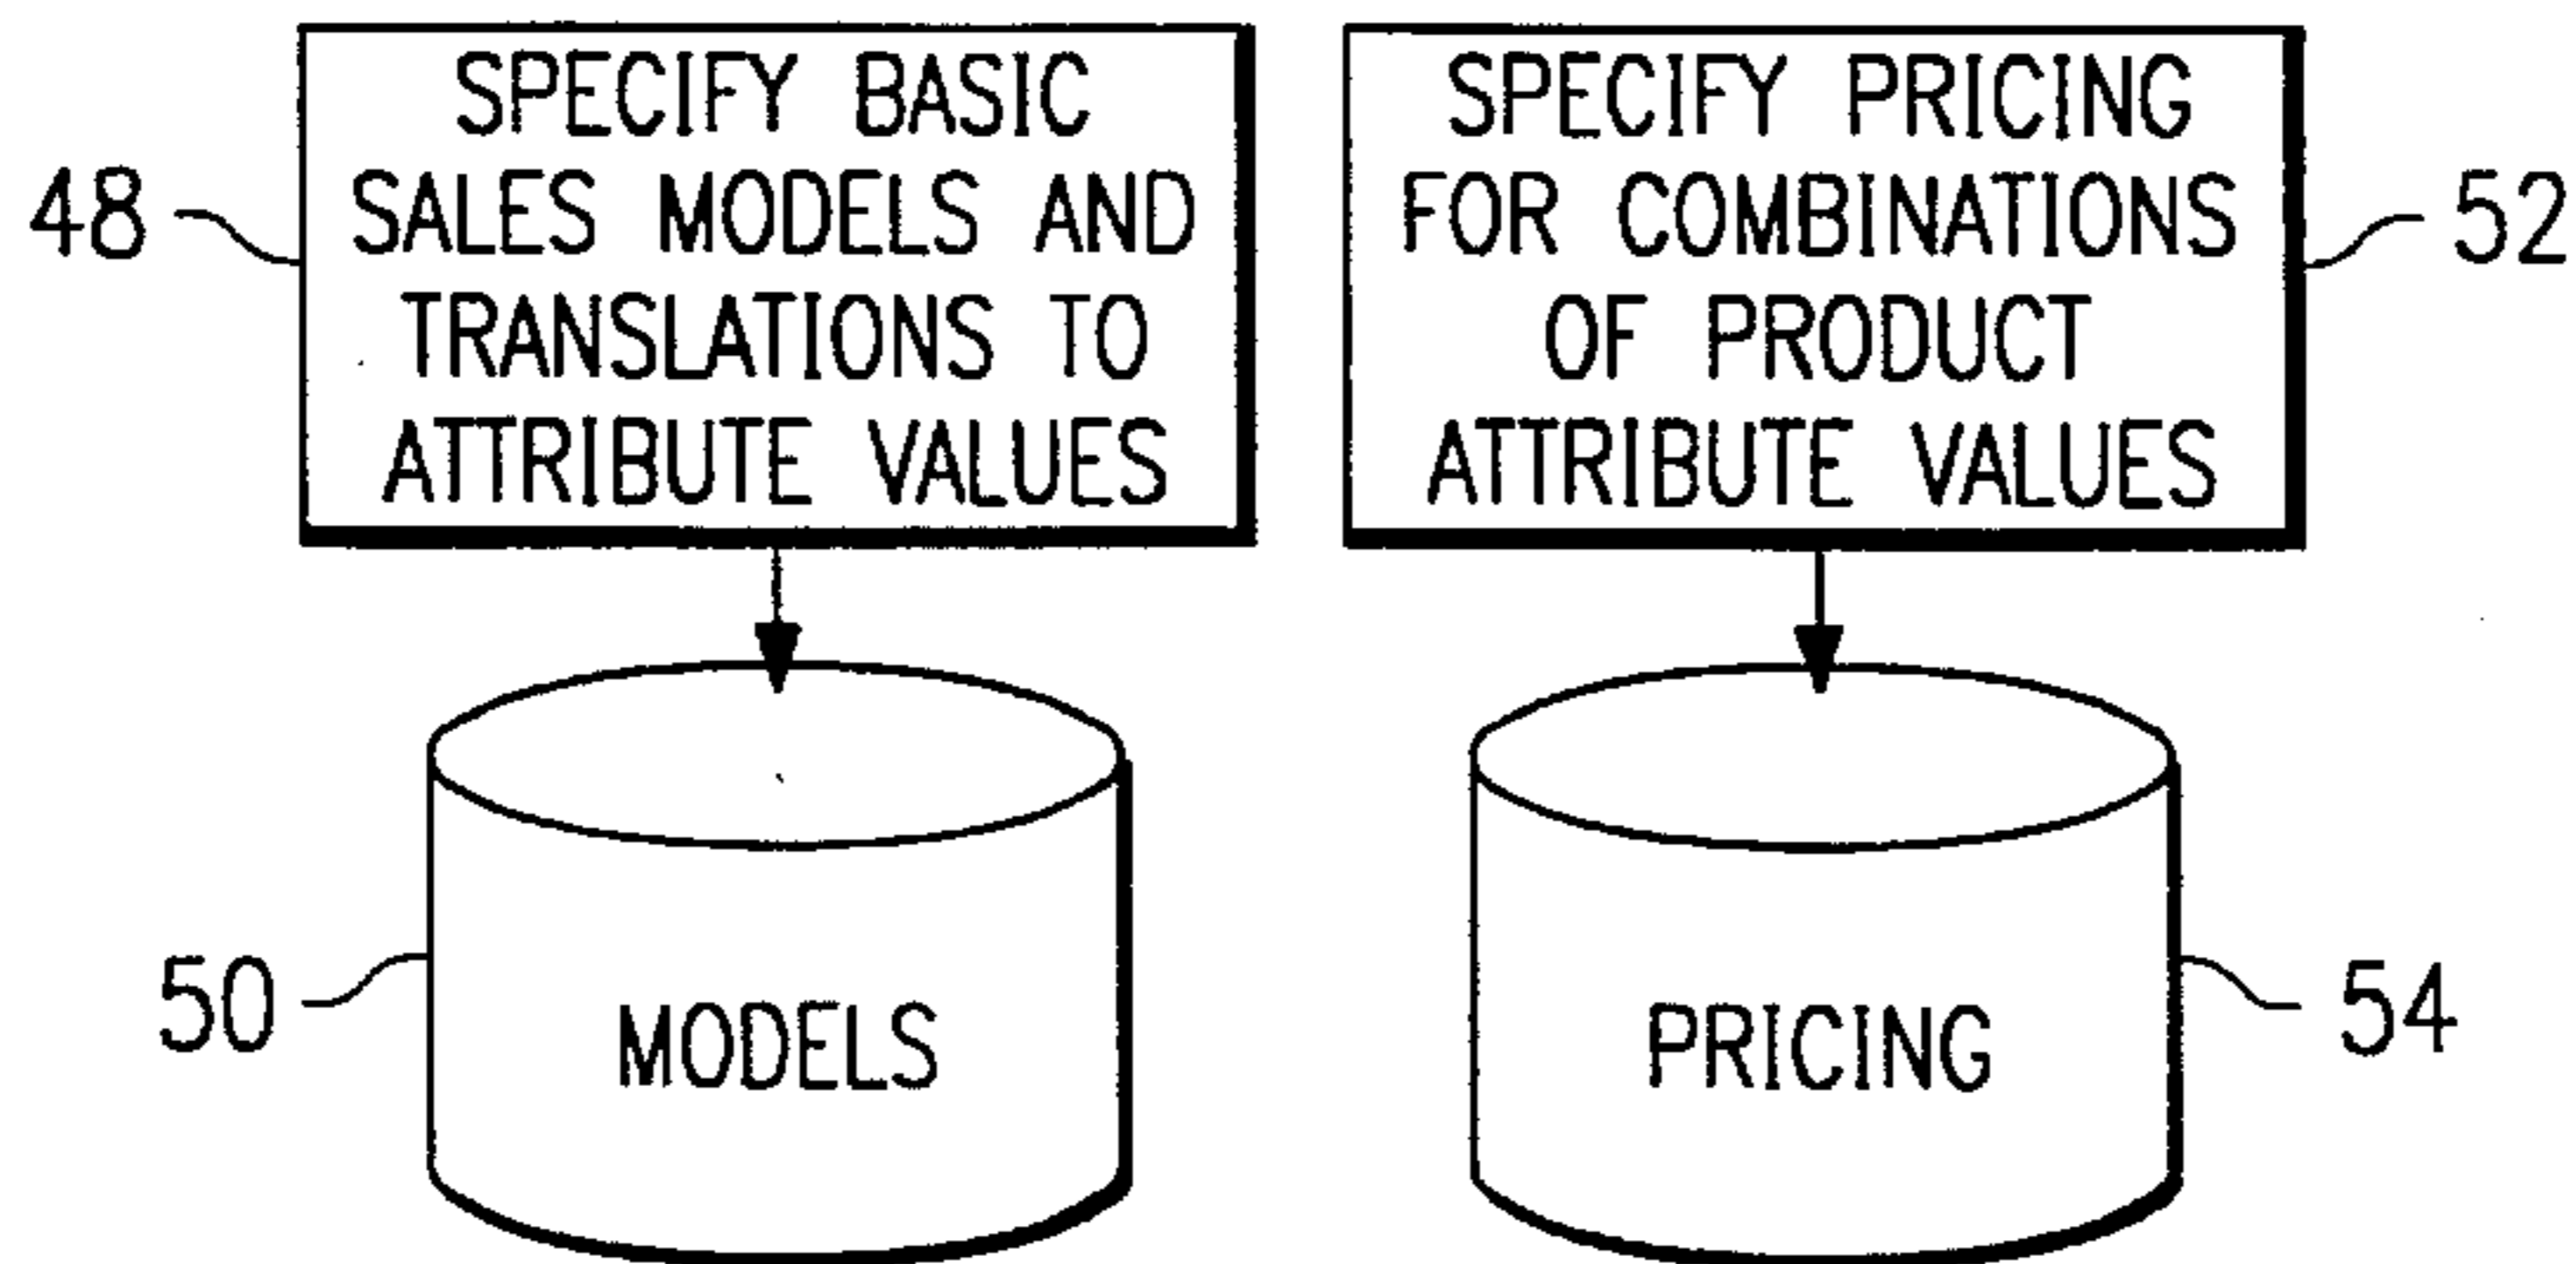 48
SPECIFY BASIC
SALES MODELS AND
TRANSLATIONS TO
ATTRIBUTE VALUES
SPECIFY PRICING
FOR COMBINATIONS
OF PRODUCT
ATTRIBUTE VALUES
52
50
MODELS
PRICING
54